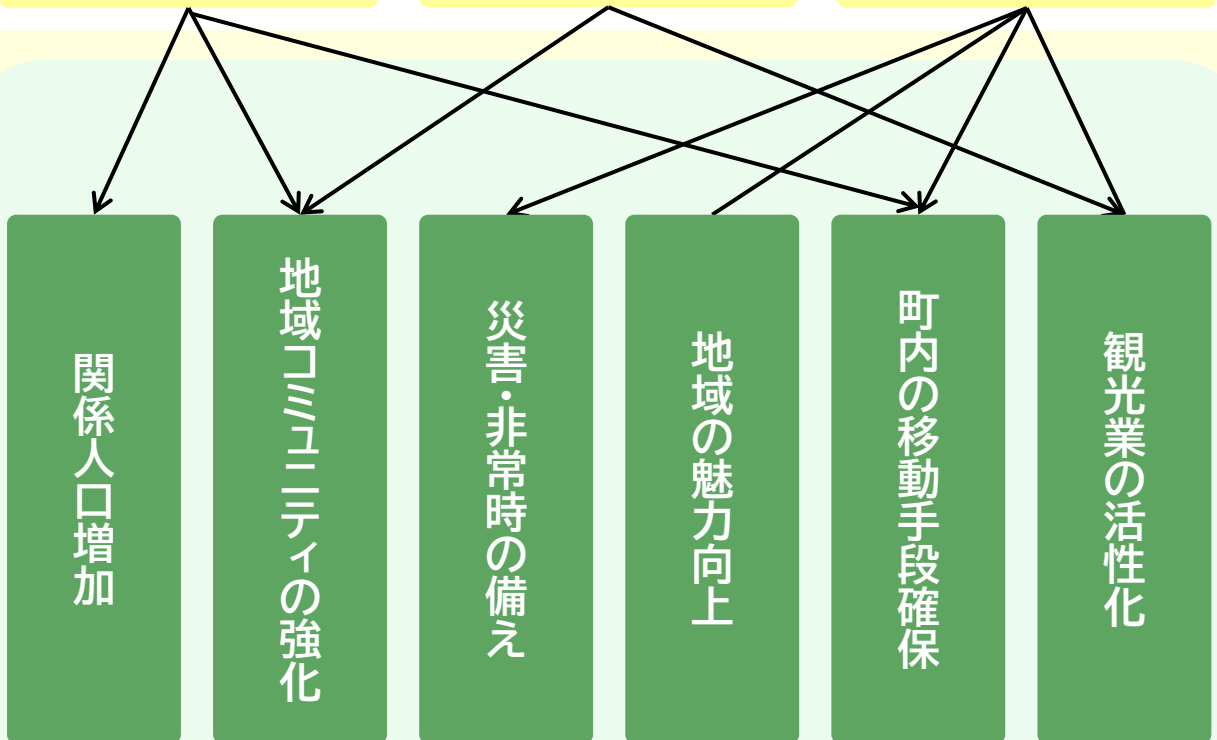 関係人口増加
地域コミュニティの強化
災害・非常時の備え
地域の魅力向上
町内の移動手段確保
観光業の活性化